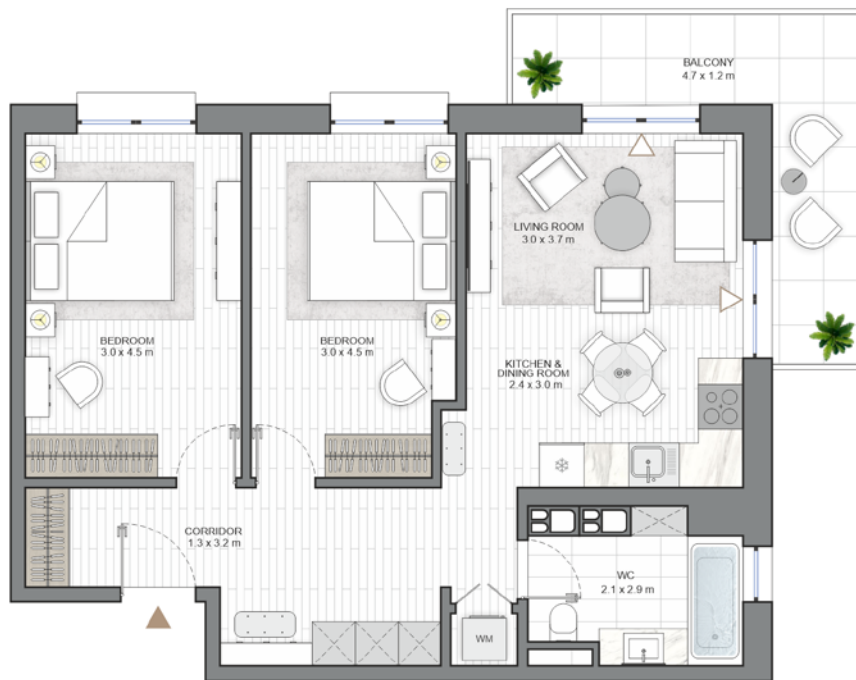 BALCONY
4.7 x 1.2 m
LIVING ROOM
3.0 x 3.7 m
BEDROOM
3.0 x 4.5 m
BEDROOM
3.0 x 4.5 m
KITCHEN &
DINING ROOM
2.4 x 3.0 m
CORRIDOR
1.3 x 3.2 m
WC
2.1 x 2.9 m
WM